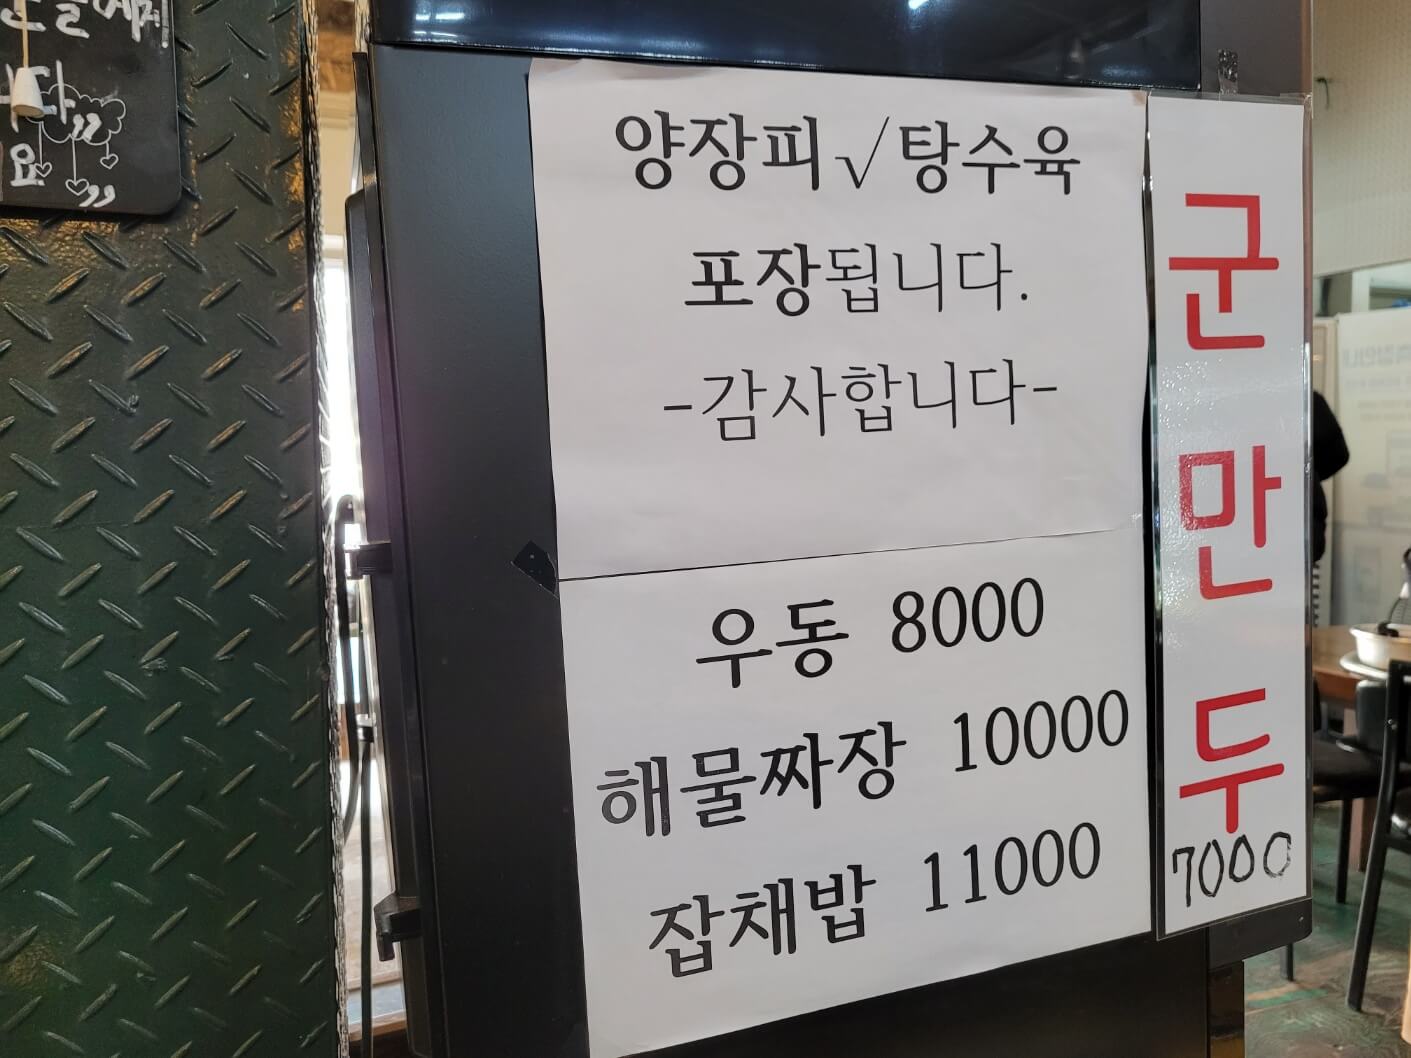 요
양장피√탕수육
포장됩니다.
-감사합니다-
우동 8000
해물짜장 10000
잡채밥 11000
군만두
7000